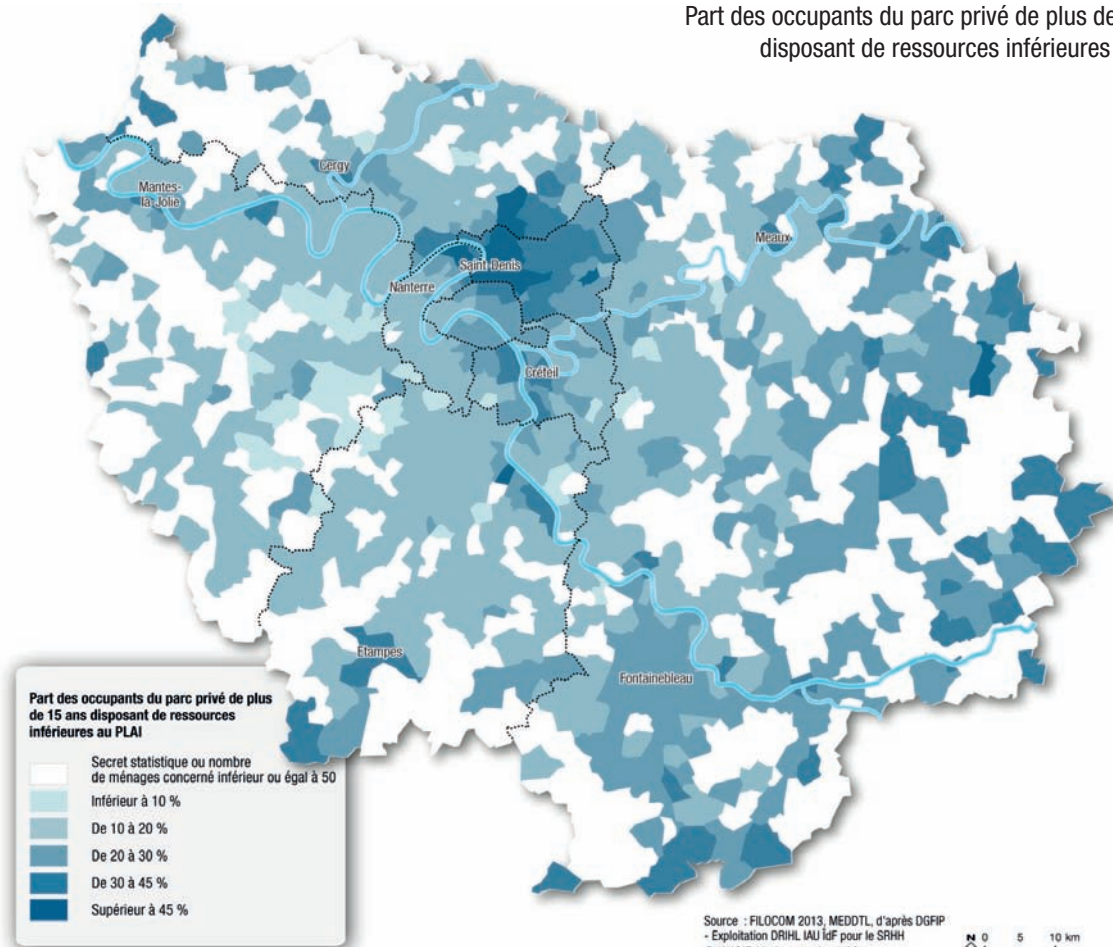 Part des occupants du parc privé de plus de
disposant de ressources inférieures
Cergy
Mantes-
la-Jolie
Meaux
Saint-Denis
Nanterre
Créteil
Etampes
Fontainebleau
Part des occupants du parc privé de plus
de 15 ans disposant de ressources
inférieures au PLAI
Secret statistique ou nombre
de ménages concerné inférieur ou égal à 50
Inférieur à 10 %
De 10 à 20 %
De 20 à 30 %
De 30 à 45 %
Supérieur à 45 %
Source : FILOCOM 2013, MEDDTL, d'après DGFIP
- Exploitation DRIHL IAU îdF pour le SRHH
N 0 5 10 km